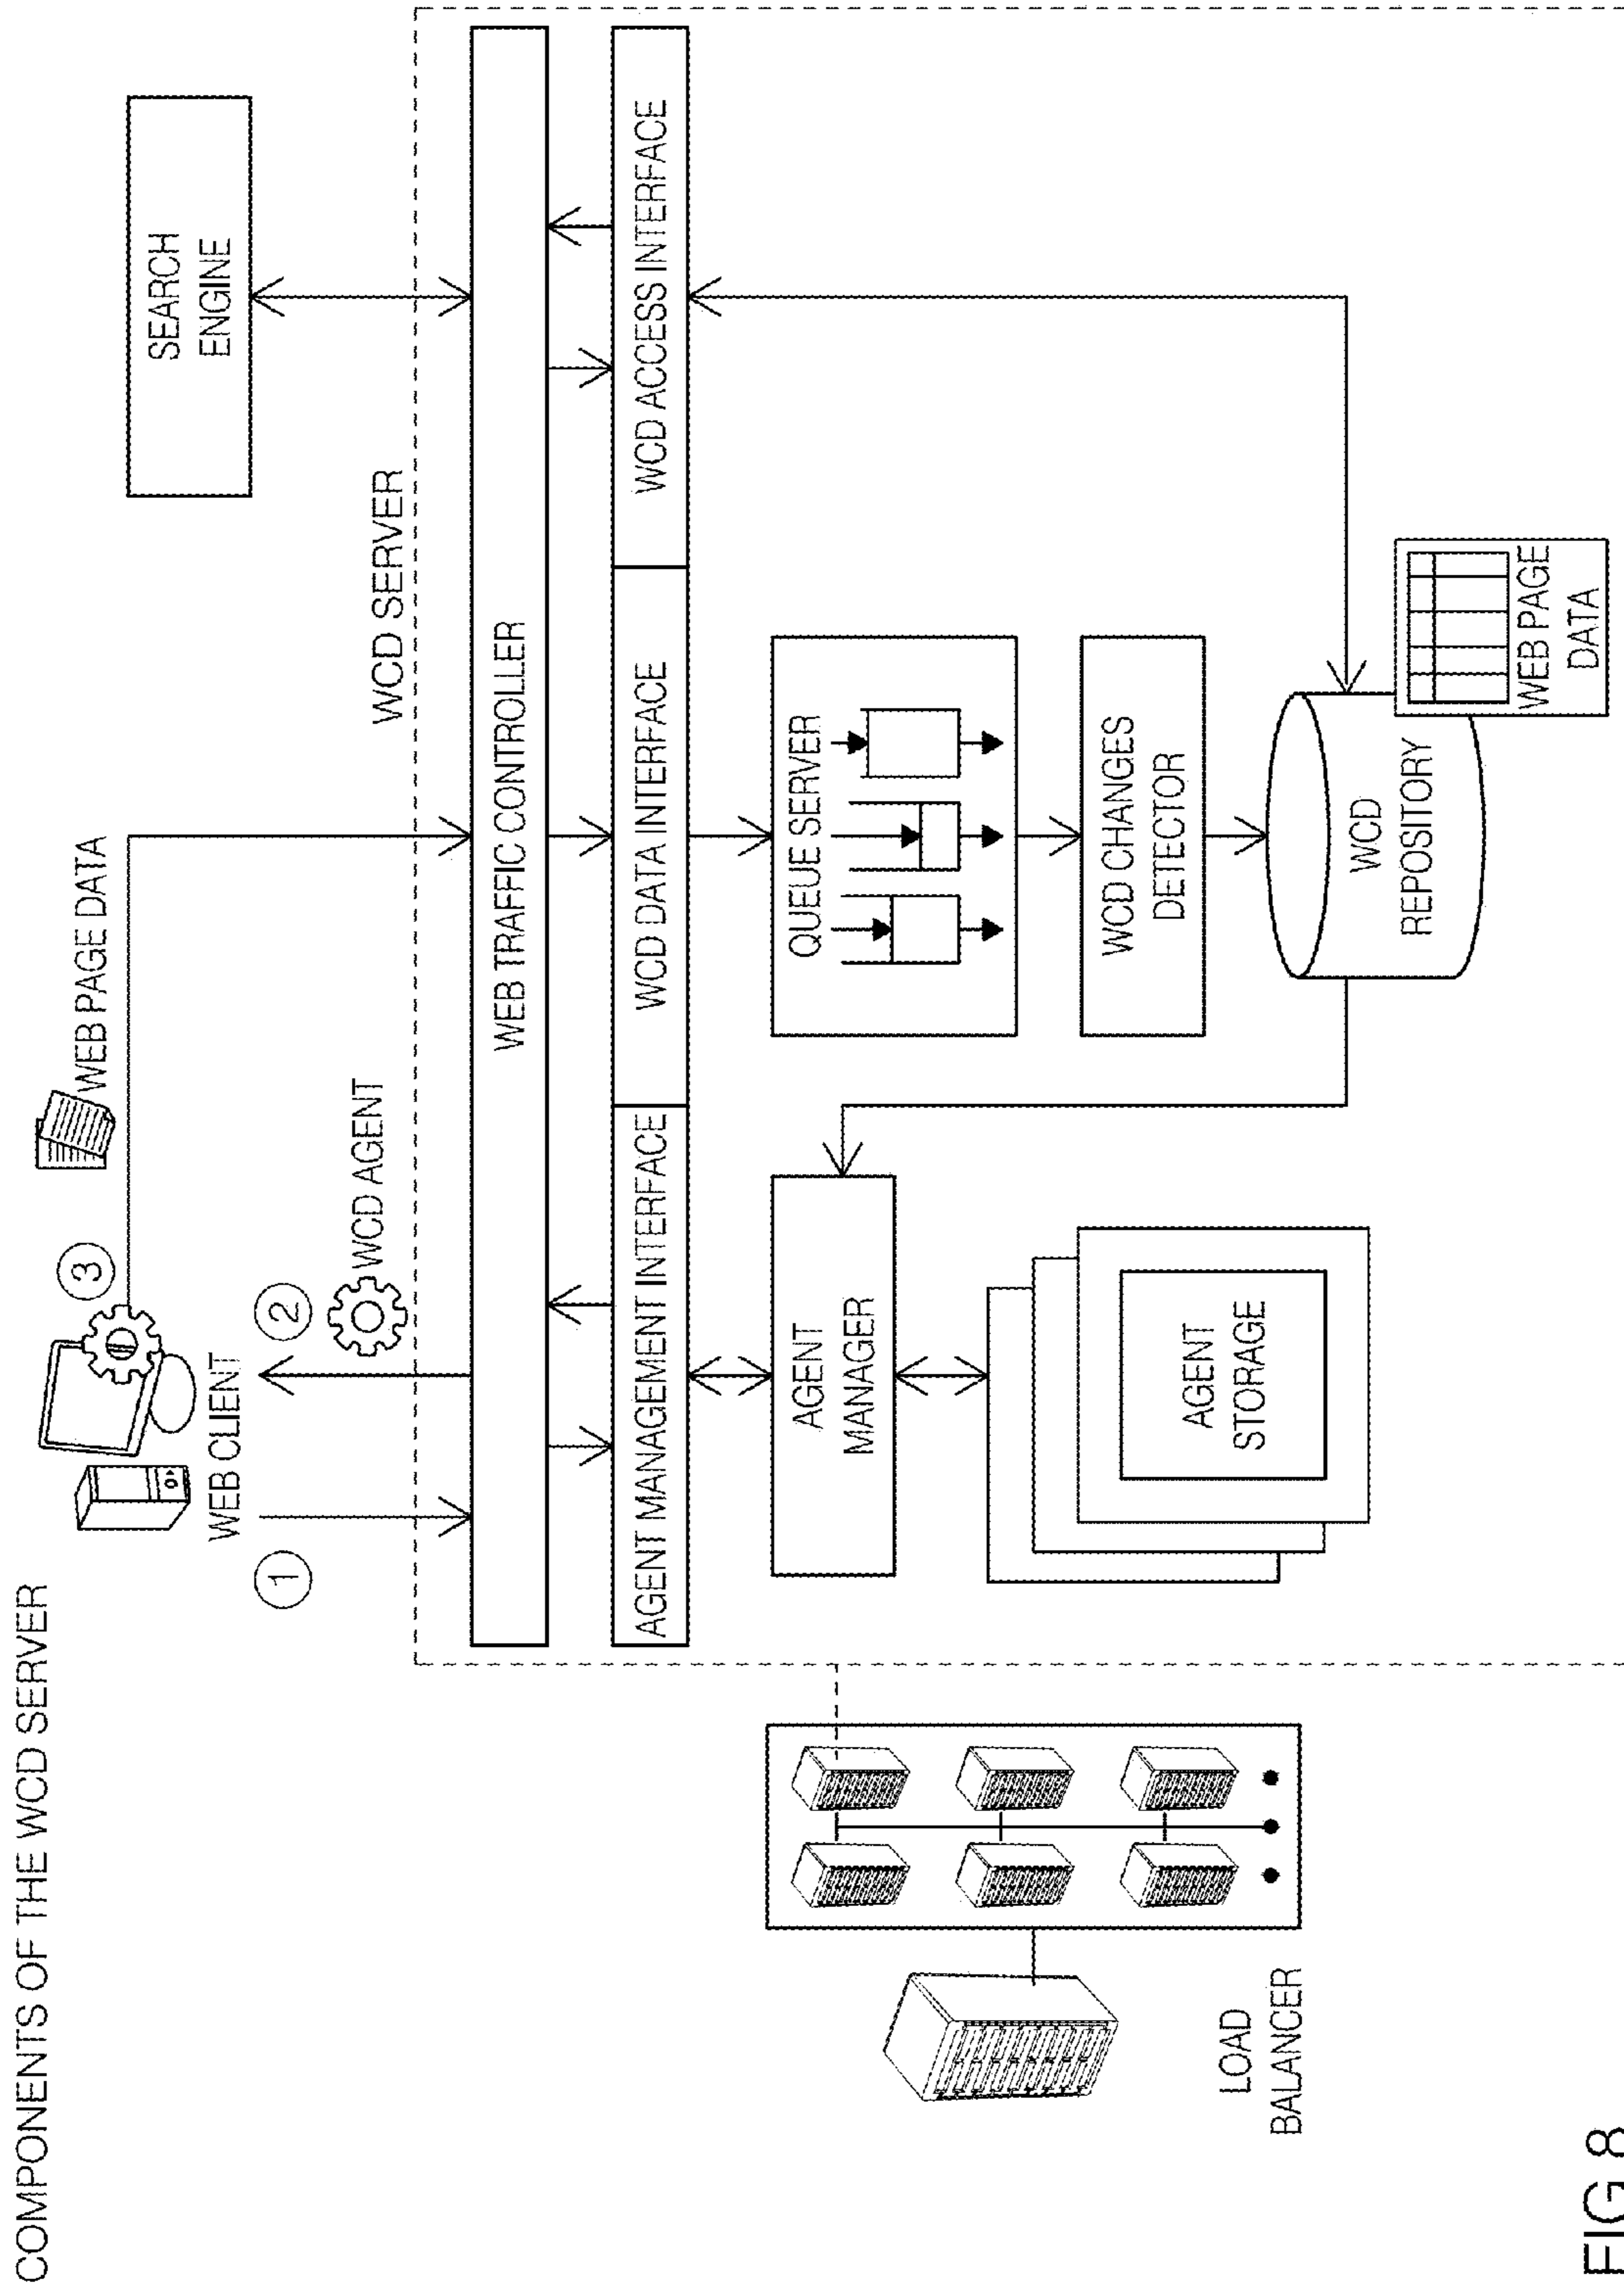 COMPONENTS OF THE WCD SERVER
WEB CLIENT
1
2
3
WCD AGENT
WEB PAGE DATA
SEARCH
ENGINE
WCD SERVER
WEB TRAFFIC CONTROLLER
AGENT MANAGEMENT INTERFACE
WCD DATA INTERFACE
WCD ACCESS INTERFACE
AGENT
MANAGER
QUEUE SERVER
WCD CHANGES
DETECTOR
AGENT
STORAGE
WCD
REPOSITORY
WEB PAGE
DATA
LOAD
BALANCER
FIG 8